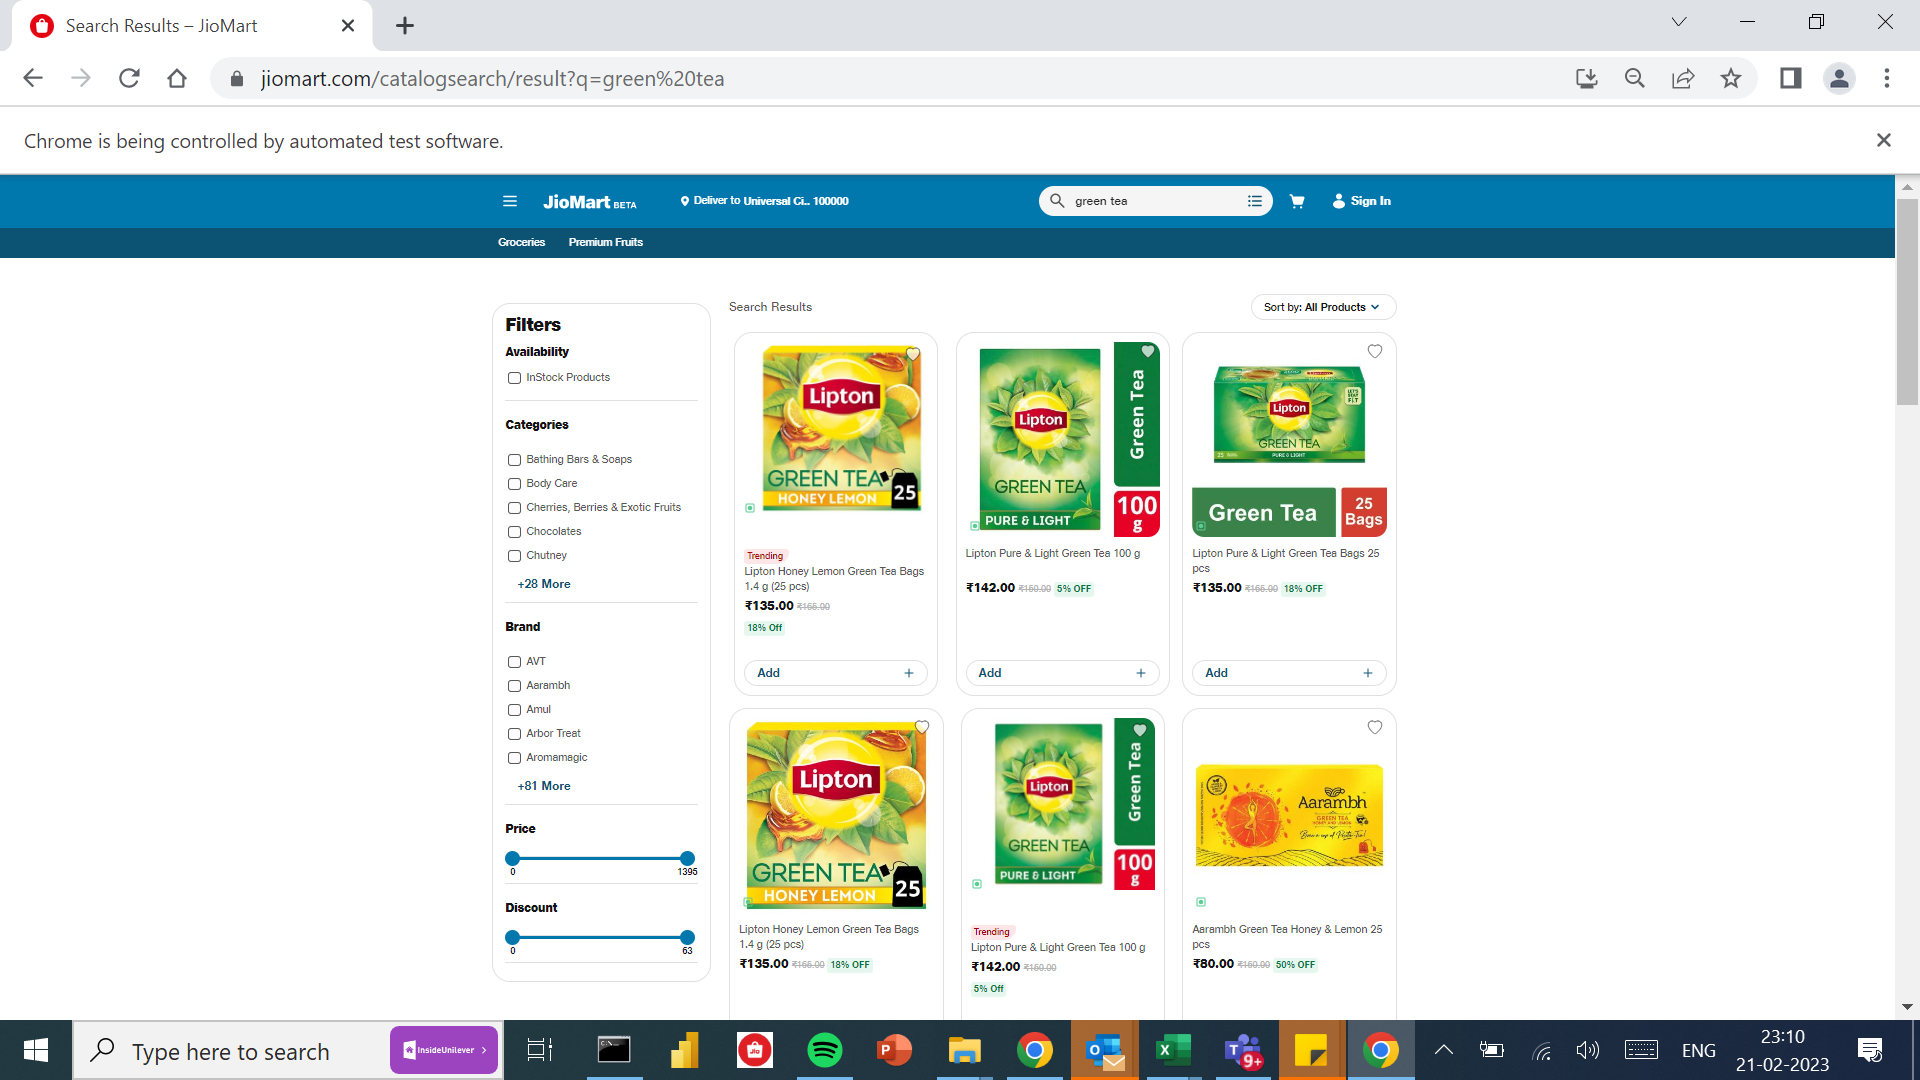 Search Results – JioMart
jiomart.com/catalogsearch/result?q=green%20tea
Chrome is being controlled by automated test software.
JioMart BETA
Deliver to Universal Ci... 100000
green tea
Sign In
Groceries
Premium Fruits
Filters
Availability
InStock Products
Categories
Bathing Bars & Soaps
Body Care
Cherries, Berries & Exotic Fruits
Chocolates
Chutney
+28 More
Brand
AVT
Aarambh
Amul
Arbor Treat
Aromamagic
+81 More
Price
0
1395
Discount
0
63
Search Results
Sort by: All Products
Lipton
GREEN TEA
HONEY LEMON
25
Trending
Lipton Honey Lemon Green Tea Bags
1.4 g (25 pcs)
₹135.00 ₹165.00
18% Off
Add +
Lipton
GREEN TEA
PURE & LIGHT
Green Tea
100
g
Lipton Pure & Light Green Tea 100 g
₹142.00 ₹150.00 5% OFF
Add +
Lipton
GREEN TEA
PURE & LIGHT
Green Tea
25
Bags
Lipton Pure & Light Green Tea Bags 25
pcs
₹135.00 ₹165.00 18% OFF
Add +
Lipton
GREEN TEA
HONEY LEMON
25
Lipton Honey Lemon Green Tea Bags
1.4 g (25 pcs)
₹135.00 ₹165.00 18% OFF
Lipton
GREEN TEA
PURE & LIGHT
Green Tea
100
g
Trending
Lipton Pure & Light Green Tea 100 g
₹142.00 ₹150.00
5% Off
Aarambh
GREEN TEA
HONEY AND LEMON
Aarambh Green Tea Honey & Lemon 25
pcs
₹80.00 ₹160.00 50% OFF
Type here to search
InsideUnilever
Jio
P
O
X
T
9+
ENG
23:10
21-02-2023